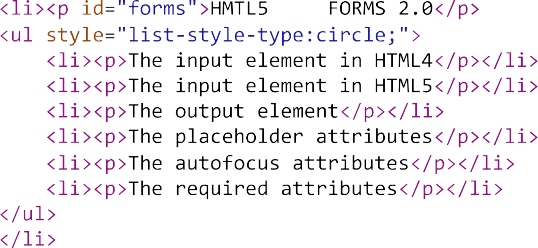 <li><p id="forms">HMTL5     FORMS 2.0</p>
<ul style="list-style-type:circle;">
    <li><p>The input element in HTML4</p></li>
    <li><p>The input element in HTML5</p></li>
    <li><p>The output element</p></li>
    <li><p>The placeholder attributes</p></li>
    <li><p>The autofocus attributes</p></li>
    <li><p>The required attributes</p></li>
</ul>
</li>